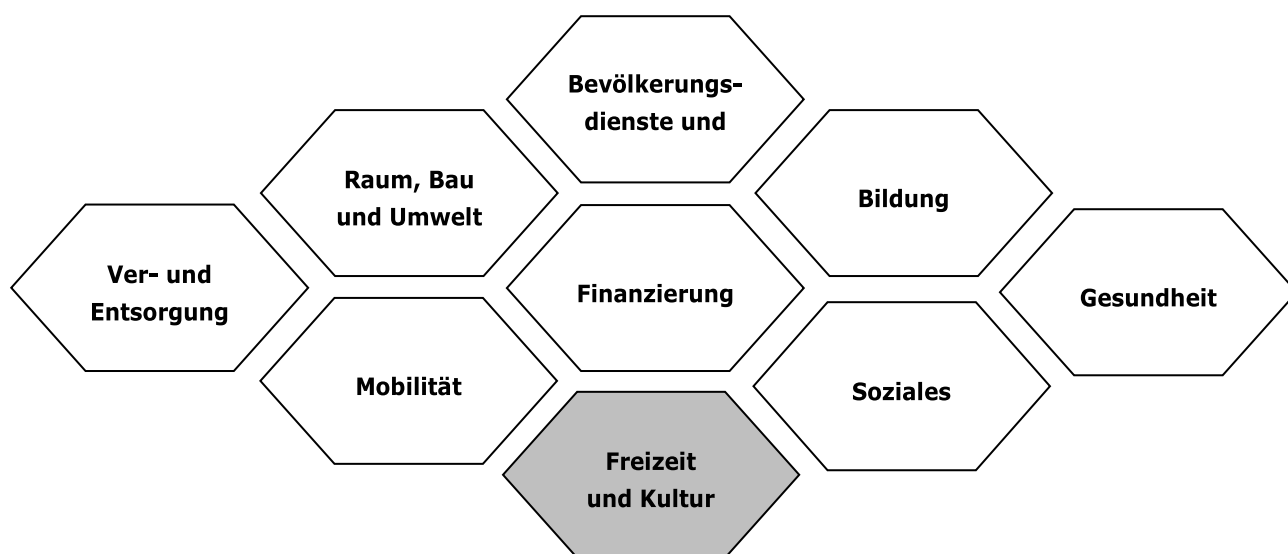 Bevölkerungs-
dienste und
Raum, Bau
und Umwelt
Bildung
Ver- und
Entsorgung
Finanzierung
Gesundheit
Mobilität
Soziales
Freizeit
und Kultur